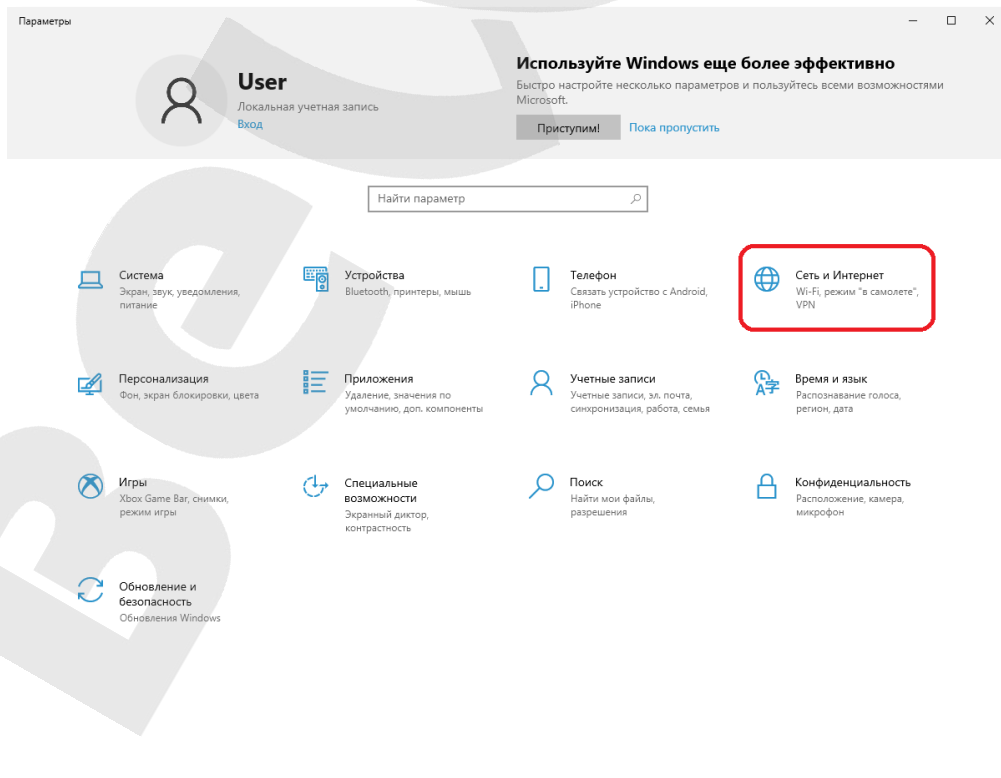 Параметры
User
Локальная учетная запись
Вход
Используйте Windows еще более эффективно
Быстро настройте несколько параметров и пользуйтесь всеми возможностями
Microsoft.
Приступим!
Пока пропустить
Найти параметр
Система
Экран, звук, уведомления,
питание
Устройства
Bluetooth, принтеры, мышь
Телефон
Связать устройство с Android,
iPhone
Сеть и Интернет
Wi-Fi, режим "в самолете",
VPN
Персонализация
Фон, экран блокировки, цвета
Приложения
Удаление, значения по
умолчанию, доп. компоненты
Учетные записи
Учетные записи, эл. почта,
синхронизация, работа, семья
Время и язык
Распознавание голоса,
регион, дата
Игры
Xbox Game Bar, снимки,
режим игры
Специальные
возможности
Экранный диктор,
контрастность
Поиск
Найти мои файлы,
разрешения
Конфиденциальность
Расположение, камера,
микрофон
Обновление и
безопасность
Обновления Windows